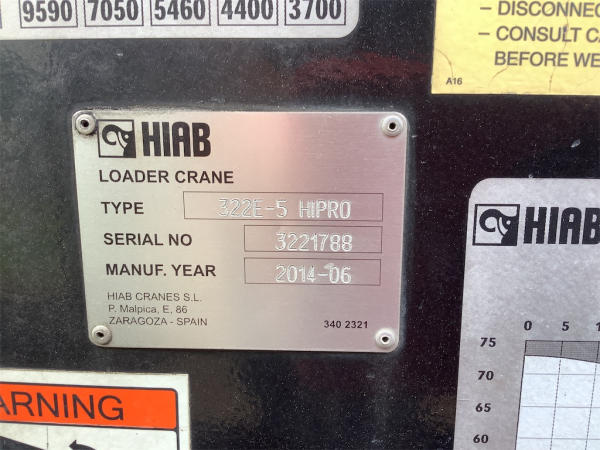 9590 7050 5460 4400 3700
– DISCONNEC
– CONSULT CA
BEFORE WE
A16
HIAB
LOADER CRANE
TYPE 322E-5 HIPRO
SERIAL NO 3221788
MANUF. YEAR 2014-06
HIAB CRANES S.L.
P. Malpica, E, 86
ZARAGOZA - SPAIN
340 2321
HIAB
0 5 1
75
70
65
60
ARNING